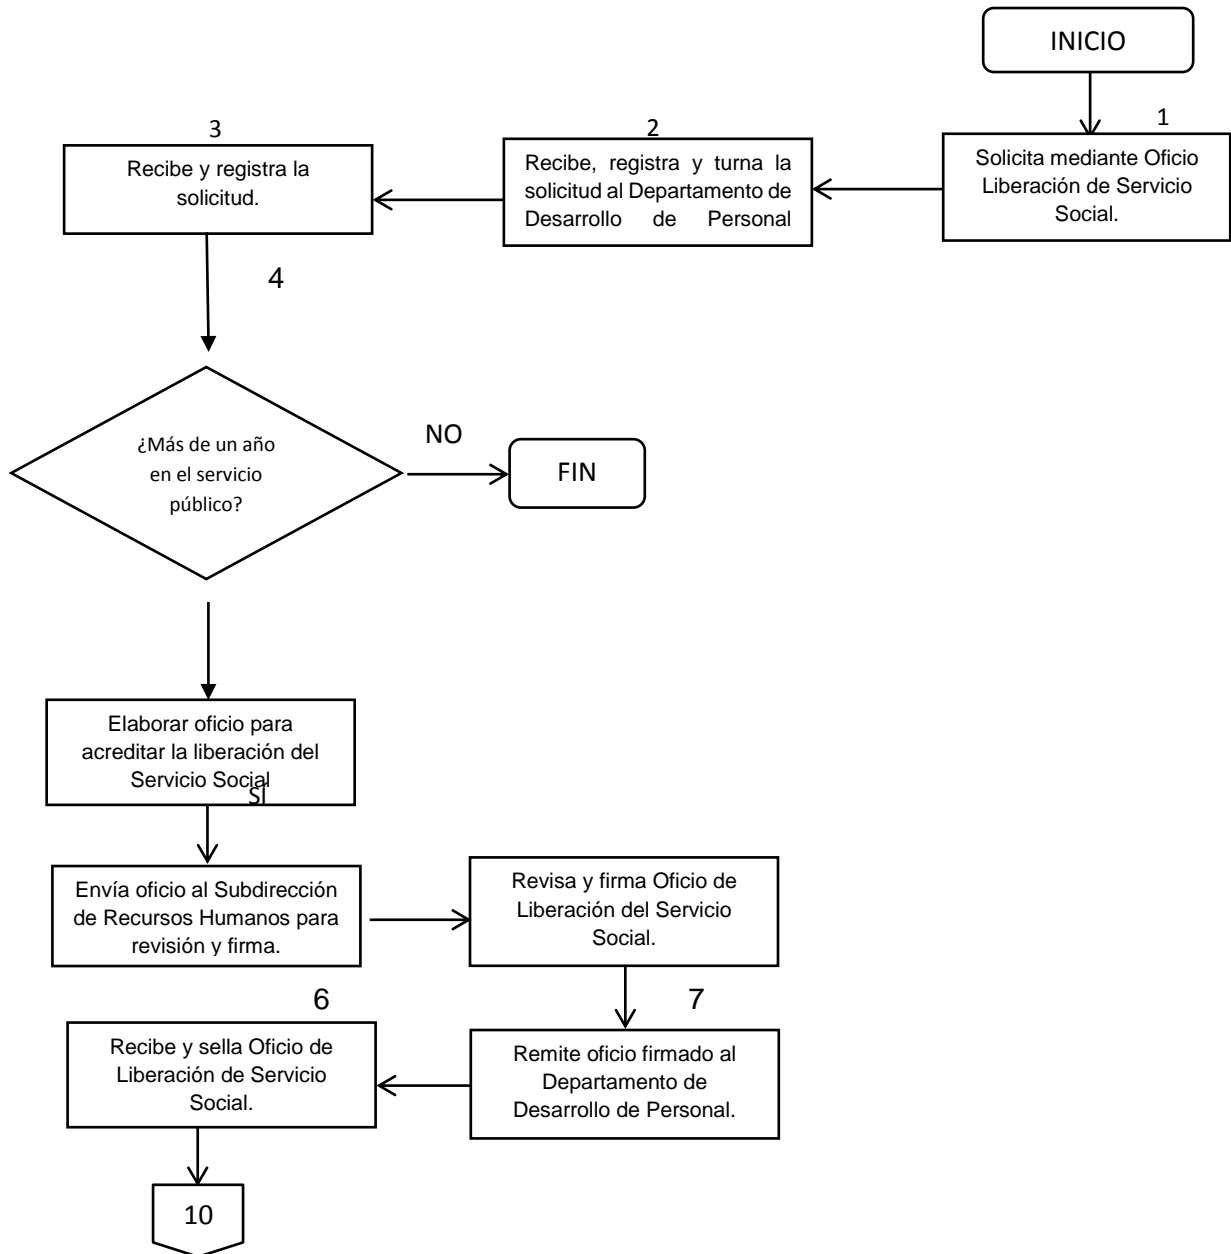 INICIO
1
Solicita mediante Oficio
Liberación de Servicio
Social.
2
Recibe, registra y turna la
solicitud al Departamento de
Desarrollo de Personal
3
Recibe y registra la
solicitud.
4
¿Más de un año
en el servicio
público?
NO
FIN
Elaborar oficio para
acreditar la liberación del
Servicio Social
SÍ
Envía oficio al Subdirección
de Recursos Humanos para
revisión y firma.
Revisa y firma Oficio de
Liberación del Servicio
Social.
6
7
Remite oficio firmado al
Departamento de
Desarrollo de Personal.
Recibe y sella Oficio de
Liberación de Servicio
Social.
10